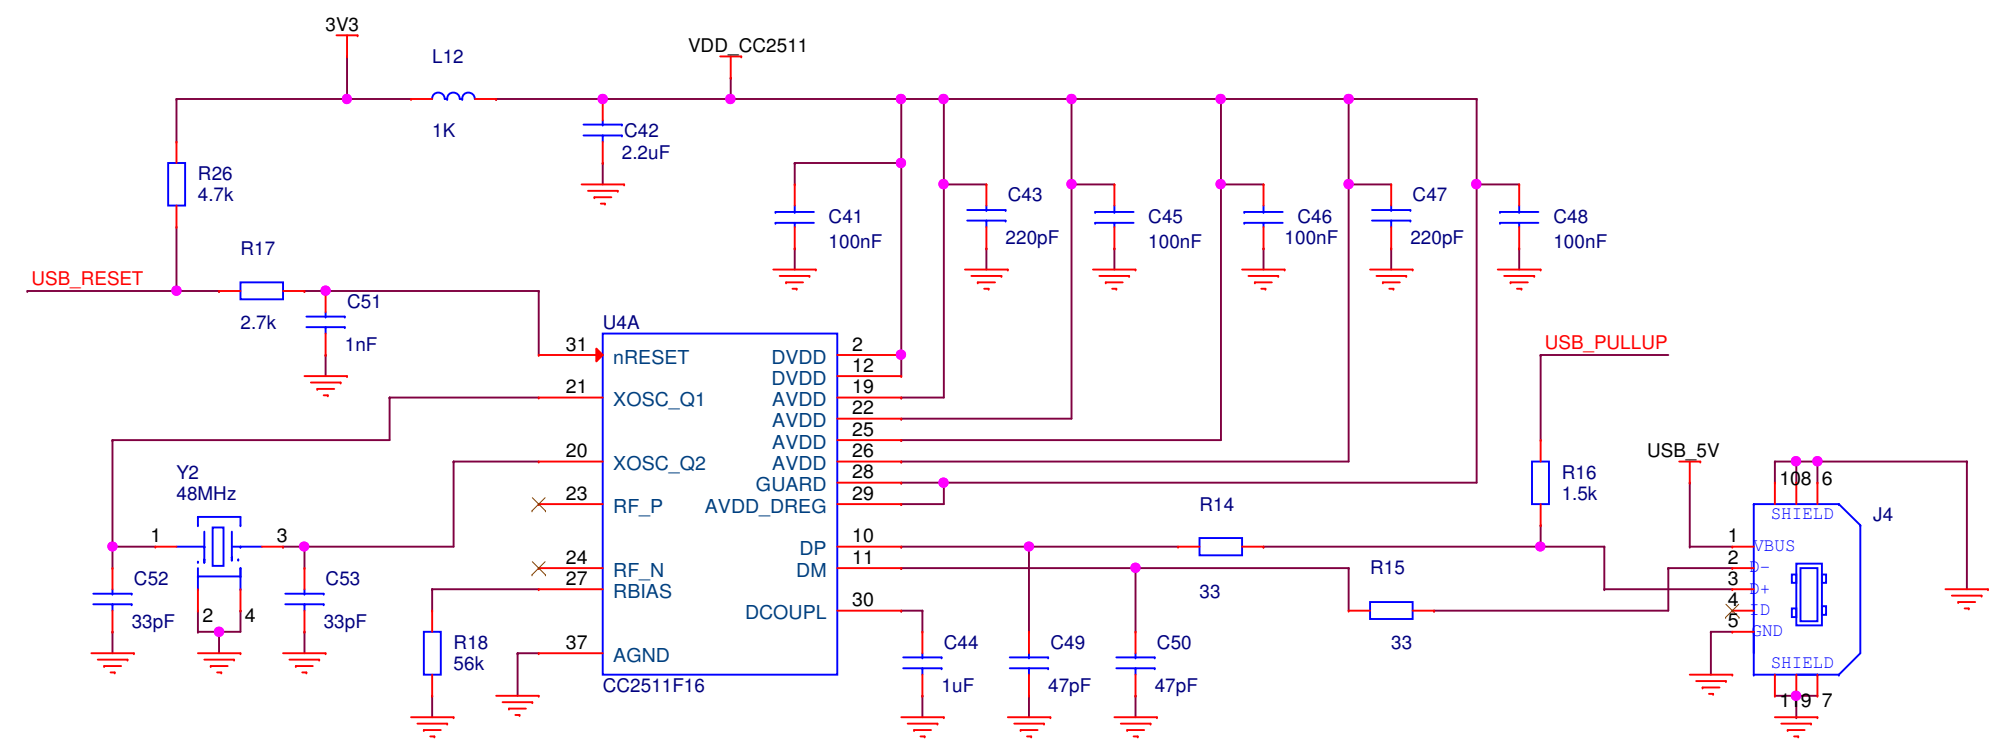 3V3
L12
VDD_CC2511
1K
C42
2.2uF
R26
4.7k
C41
100nF
C43
220pF
C45
100nF
C46
100nF
C47
220pF
C48
100nF
R17
USB_RESET
2.7k
C51
1nF
U4A
31
nRESET
21
XOSC_Q1
20
XOSC_Q2
23
RF_P
24
RF_N
27
RBIAS
37
AGND
CC2511F16
DVDD
2
DVDD
12
AVDD
19
AVDD
22
AVDD
25
AVDD
26
GUARD
28
AVDD_DREG
29
DP
10
DM
11
DCOUPL
30
Y2
48MHz
1
3
2
4
C52
33pF
C53
33pF
R18
56k
C44
1uF
C49
47pF
C50
47pF
R14
33
R15
33
USB_PULLUP
R16
1.5k
USB_5V
10
8
6
SHIELD
J4
1
VBUS
2
D-
3
D+
4
ID
5
GND
SHIELD
11
9
7